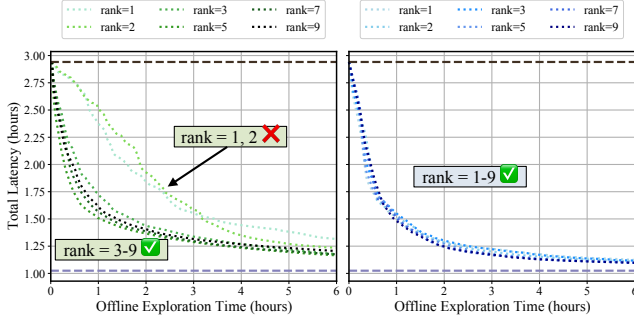 rank=1 rank=3 rank=7
rank=2 rank=5 rank=9
rank=1 rank=3 rank=7
rank=2 rank=5 rank=9
Total Latency (hours)
3.00
2.75
2.50
2.25
2.00
1.75
1.50
1.25
1.00
rank = 1, 2 ❌
rank = 3-9 ✅
0 1 2 3 4 5 6
Offline Exploration Time (hours)
rank = 1-9 ✅
0 1 2 3 4 5 6
Offline Exploration Time (hours)